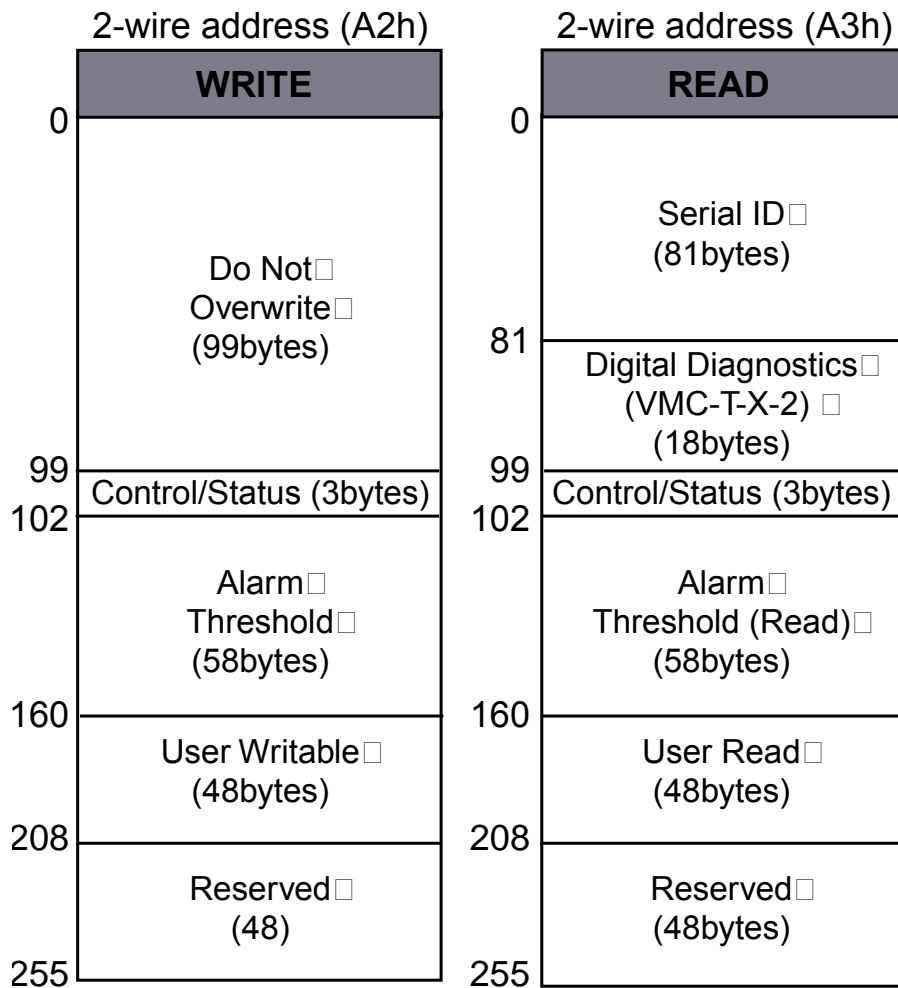 2-wire address (A2h)
WRITE
0
Do Not□
Overwrite□
(99bytes)
99
Control/Status (3bytes)
102
Alarm□
Threshold□
(58bytes)
160
User Writable□
(48bytes)
208
Reserved□
(48)
255
2-wire address (A3h)
READ
0
Serial ID□
(81bytes)
81
Digital Diagnostics□
(VMC-T-X-2) □
(18bytes)
99
Control/Status (3bytes)
102
Alarm□
Threshold (Read)□
(58bytes)
160
User Read□
(48bytes)
208
Reserved□
(48bytes)
255